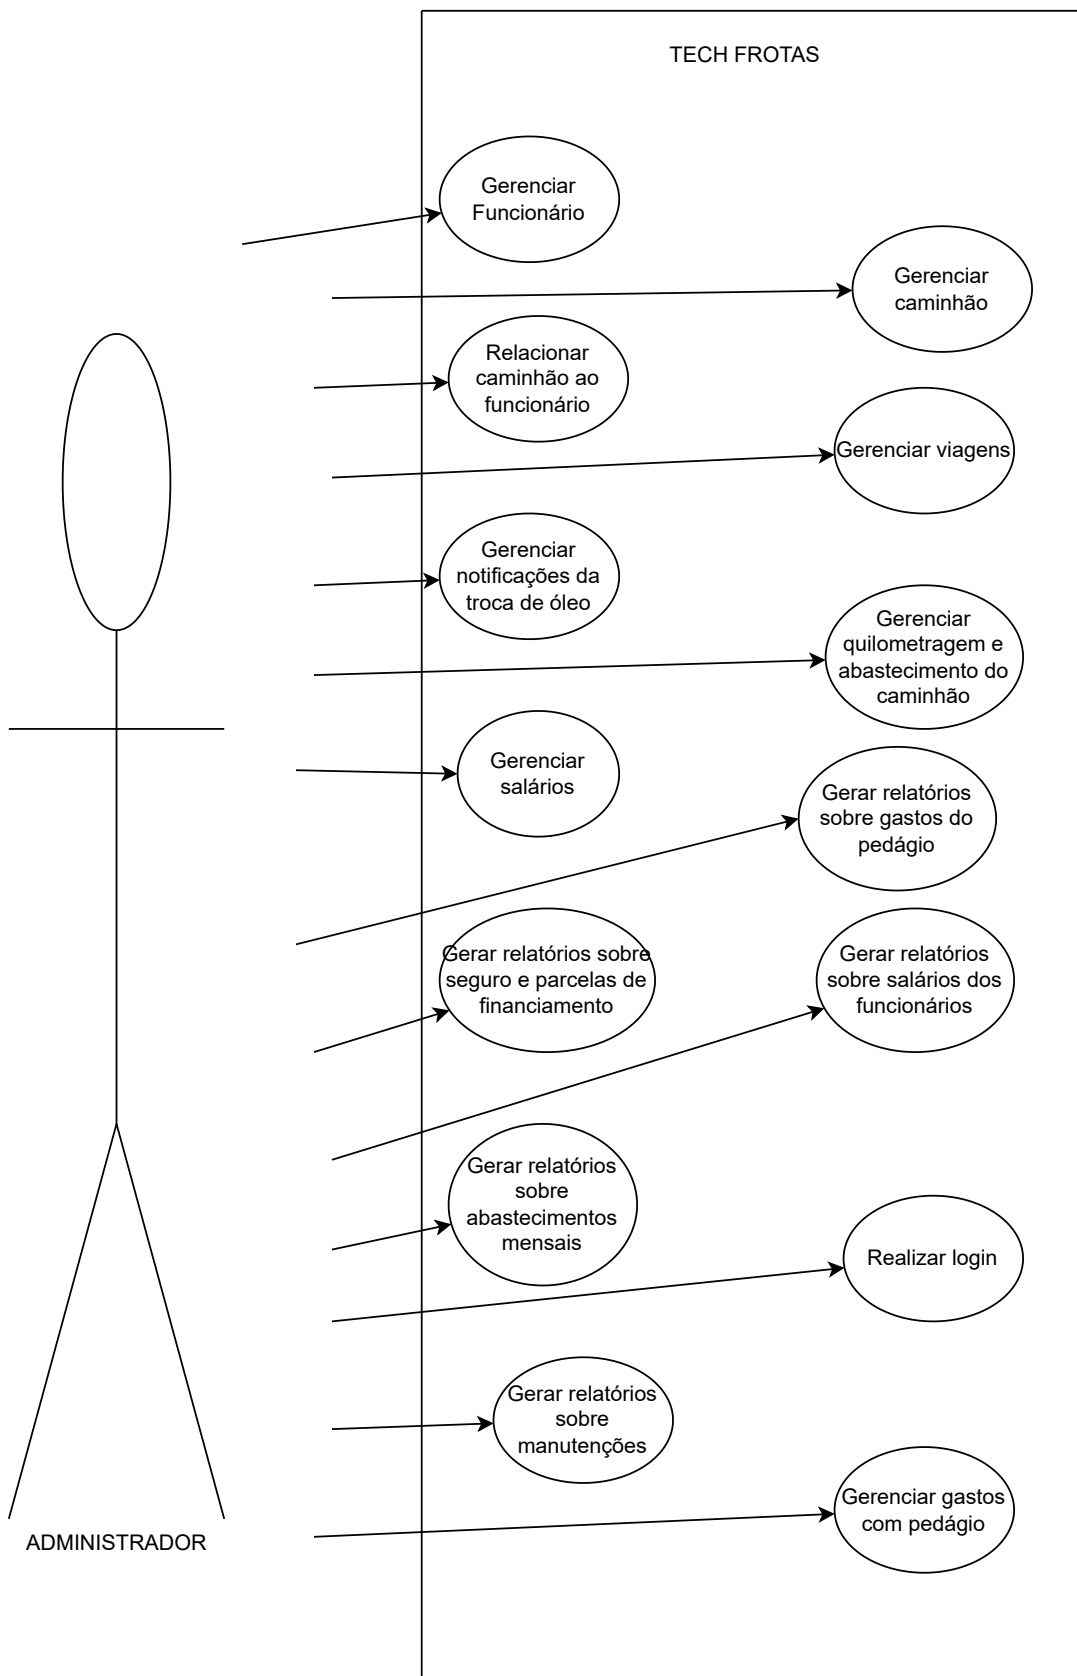 TECH FROTAS
Gerenciar
Funcionário
Gerenciar
caminhão
Relacionar
caminhão ao
funcionário
Gerenciar viagens
Gerenciar
notificações da
troca de óleo
Gerenciar
quilometragem e
abastecimento do
caminhão
Gerenciar
salários
Gerar relatórios
sobre gastos do
pedágio
Gerar relatórios sobre
seguro e parcelas de
financiamento
Gerar relatórios
sobre salários dos
funcionários
Gerar relatórios
sobre
abastecimentos
mensais
Realizar login
Gerar relatórios
sobre
manutenções
Gerenciar gastos
com pedágio
ADMINISTRADOR